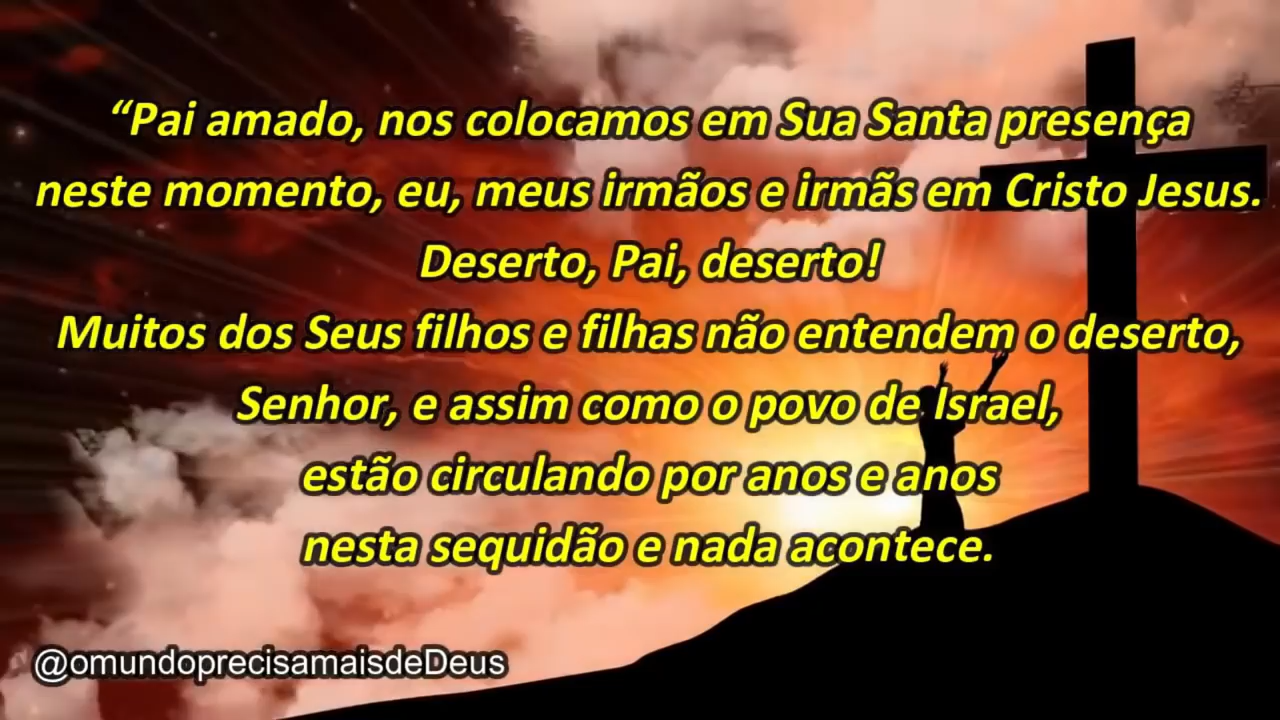 “Pai amado, nos colocamos em Sua Santa presença
neste momento, eu, meus irmãos e irmãs em Cristo Jesus.
Deserto, Pai, deserto!
Muitos dos Seus filhos e filhas não entendem o deserto,
Senhor, e assim como o povo de Israel,
estão circulando por anos e anos
nesta sequidão e nada acontece.
@omundoprecisamaisdeDeus